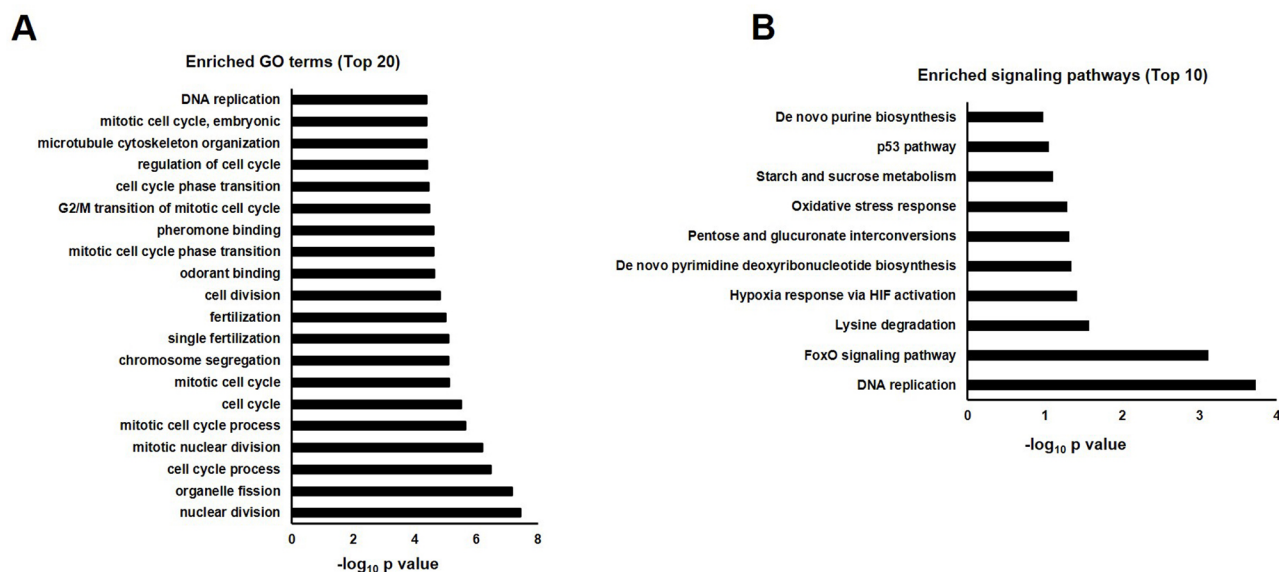 A
Enriched GO terms (Top 20)
DNA replication
mitotic cell cycle, embryonic
microtubule cytoskeleton organization
regulation of cell cycle
cell cycle phase transition
G2/M transition of mitotic cell cycle
pheromone binding
mitotic cell cycle phase transition
odorant binding
cell division
fertilization
single fertilization
chromosome segregation
mitotic cell cycle
cell cycle
mitotic cell cycle process
mitotic nuclear division
cell cycle process
organelle fission
nuclear division
0 2 4 6 8
-log10 p value
B
Enriched signaling pathways (Top 10)
De novo purine biosynthesis
p53 pathway
Starch and sucrose metabolism
Oxidative stress response
Pentose and glucuronate interconversions
De novo pyrimidine deoxyribonucleotide biosynthesis
Hypoxia response via HIF activation
Lysine degradation
FoxO signaling pathway
DNA replication
0 1 2 3 4
-log10 p value